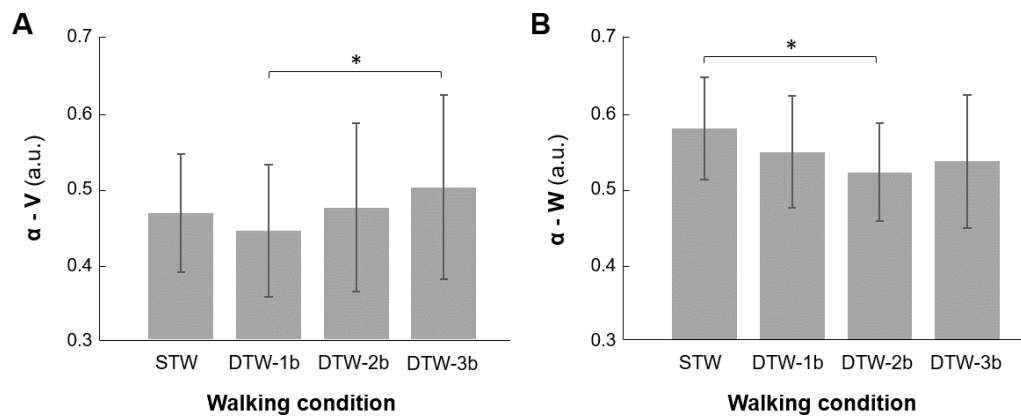 A
0.7
*
0.6
0.5
0.4
0.3
α - V (a.u.)
STW DTW-1b DTW-2b DTW-3b
Walking condition
B
0.7
*
0.6
0.5
0.4
0.3
α - W (a.u.)
STW DTW-1b DTW-2b DTW-3b
Walking condition